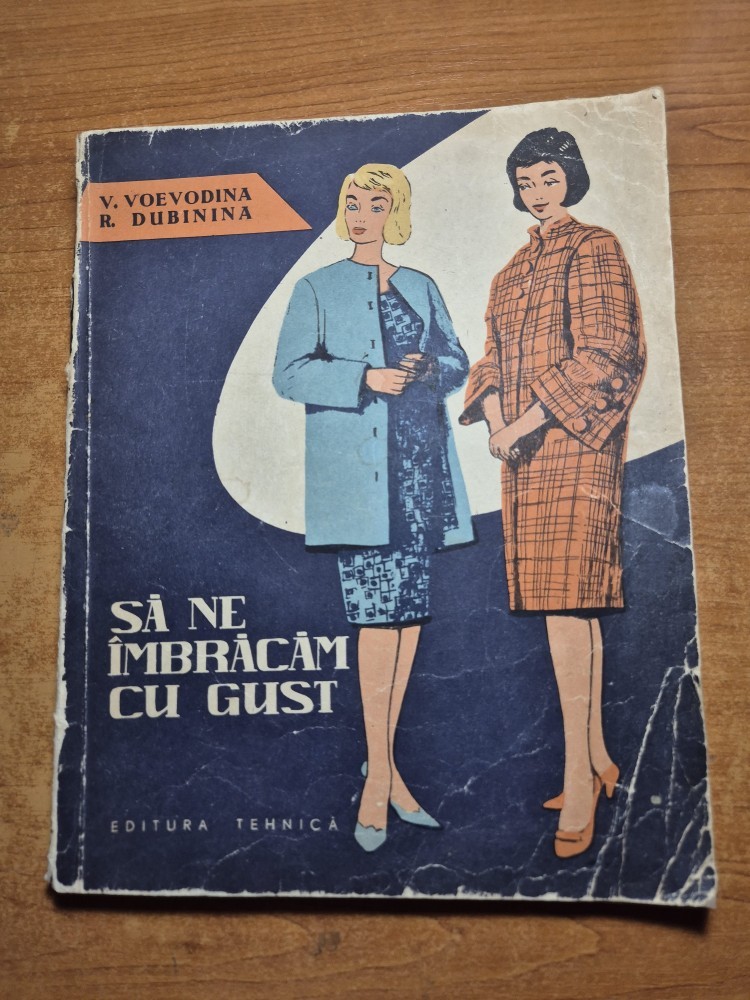 V. VOEVODINA
R. DUBININA
SĂ NE
ÎMBRĂCĂM
CU GUST
EDITURA TEHNICĂ